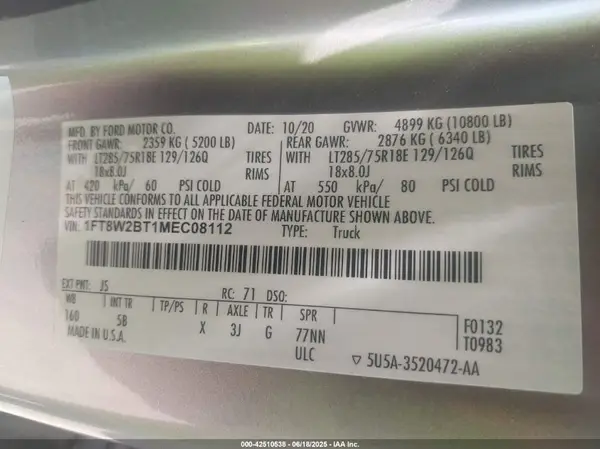 MFD. BY FORD MOTOR CO. DATE: 10/20 GVWR: 4899 KG (10800 LB)
FRONT GAWR: 2359 KG ( 5200 LB) REAR GAWR: 2876 KG ( 6340 LB)
WITH LT285/75R18E 129/126Q TIRES WITH LT285/75R18E 129/126Q TIRES
18x8.0J RIMS 18x8.0J RIMS
AT 420 kPa/ 60 PSI COLD AT 550 kPa/ 80 PSI COLD
THIS VEHICLE CONFORMS TO ALL APPLICABLE FEDERAL MOTOR VEHICLE
SAFETY STANDARDS IN EFFECT ON THE DATE OF MANUFACTURE SHOWN ABOVE.
VIN: 1FT8W2BT1MEC08112 TYPE: Truck
EXT PNT: JS RC: 71 DSO:
WB INT TR TP/PS R AXLE TR SPR
160 5B X 3J G 77NN F0132
MADE IN U.S.A. ULC T0983
▽ 5U5A-3520472-AA
000-42510538 - 06/18/2025 - IAA Inc.